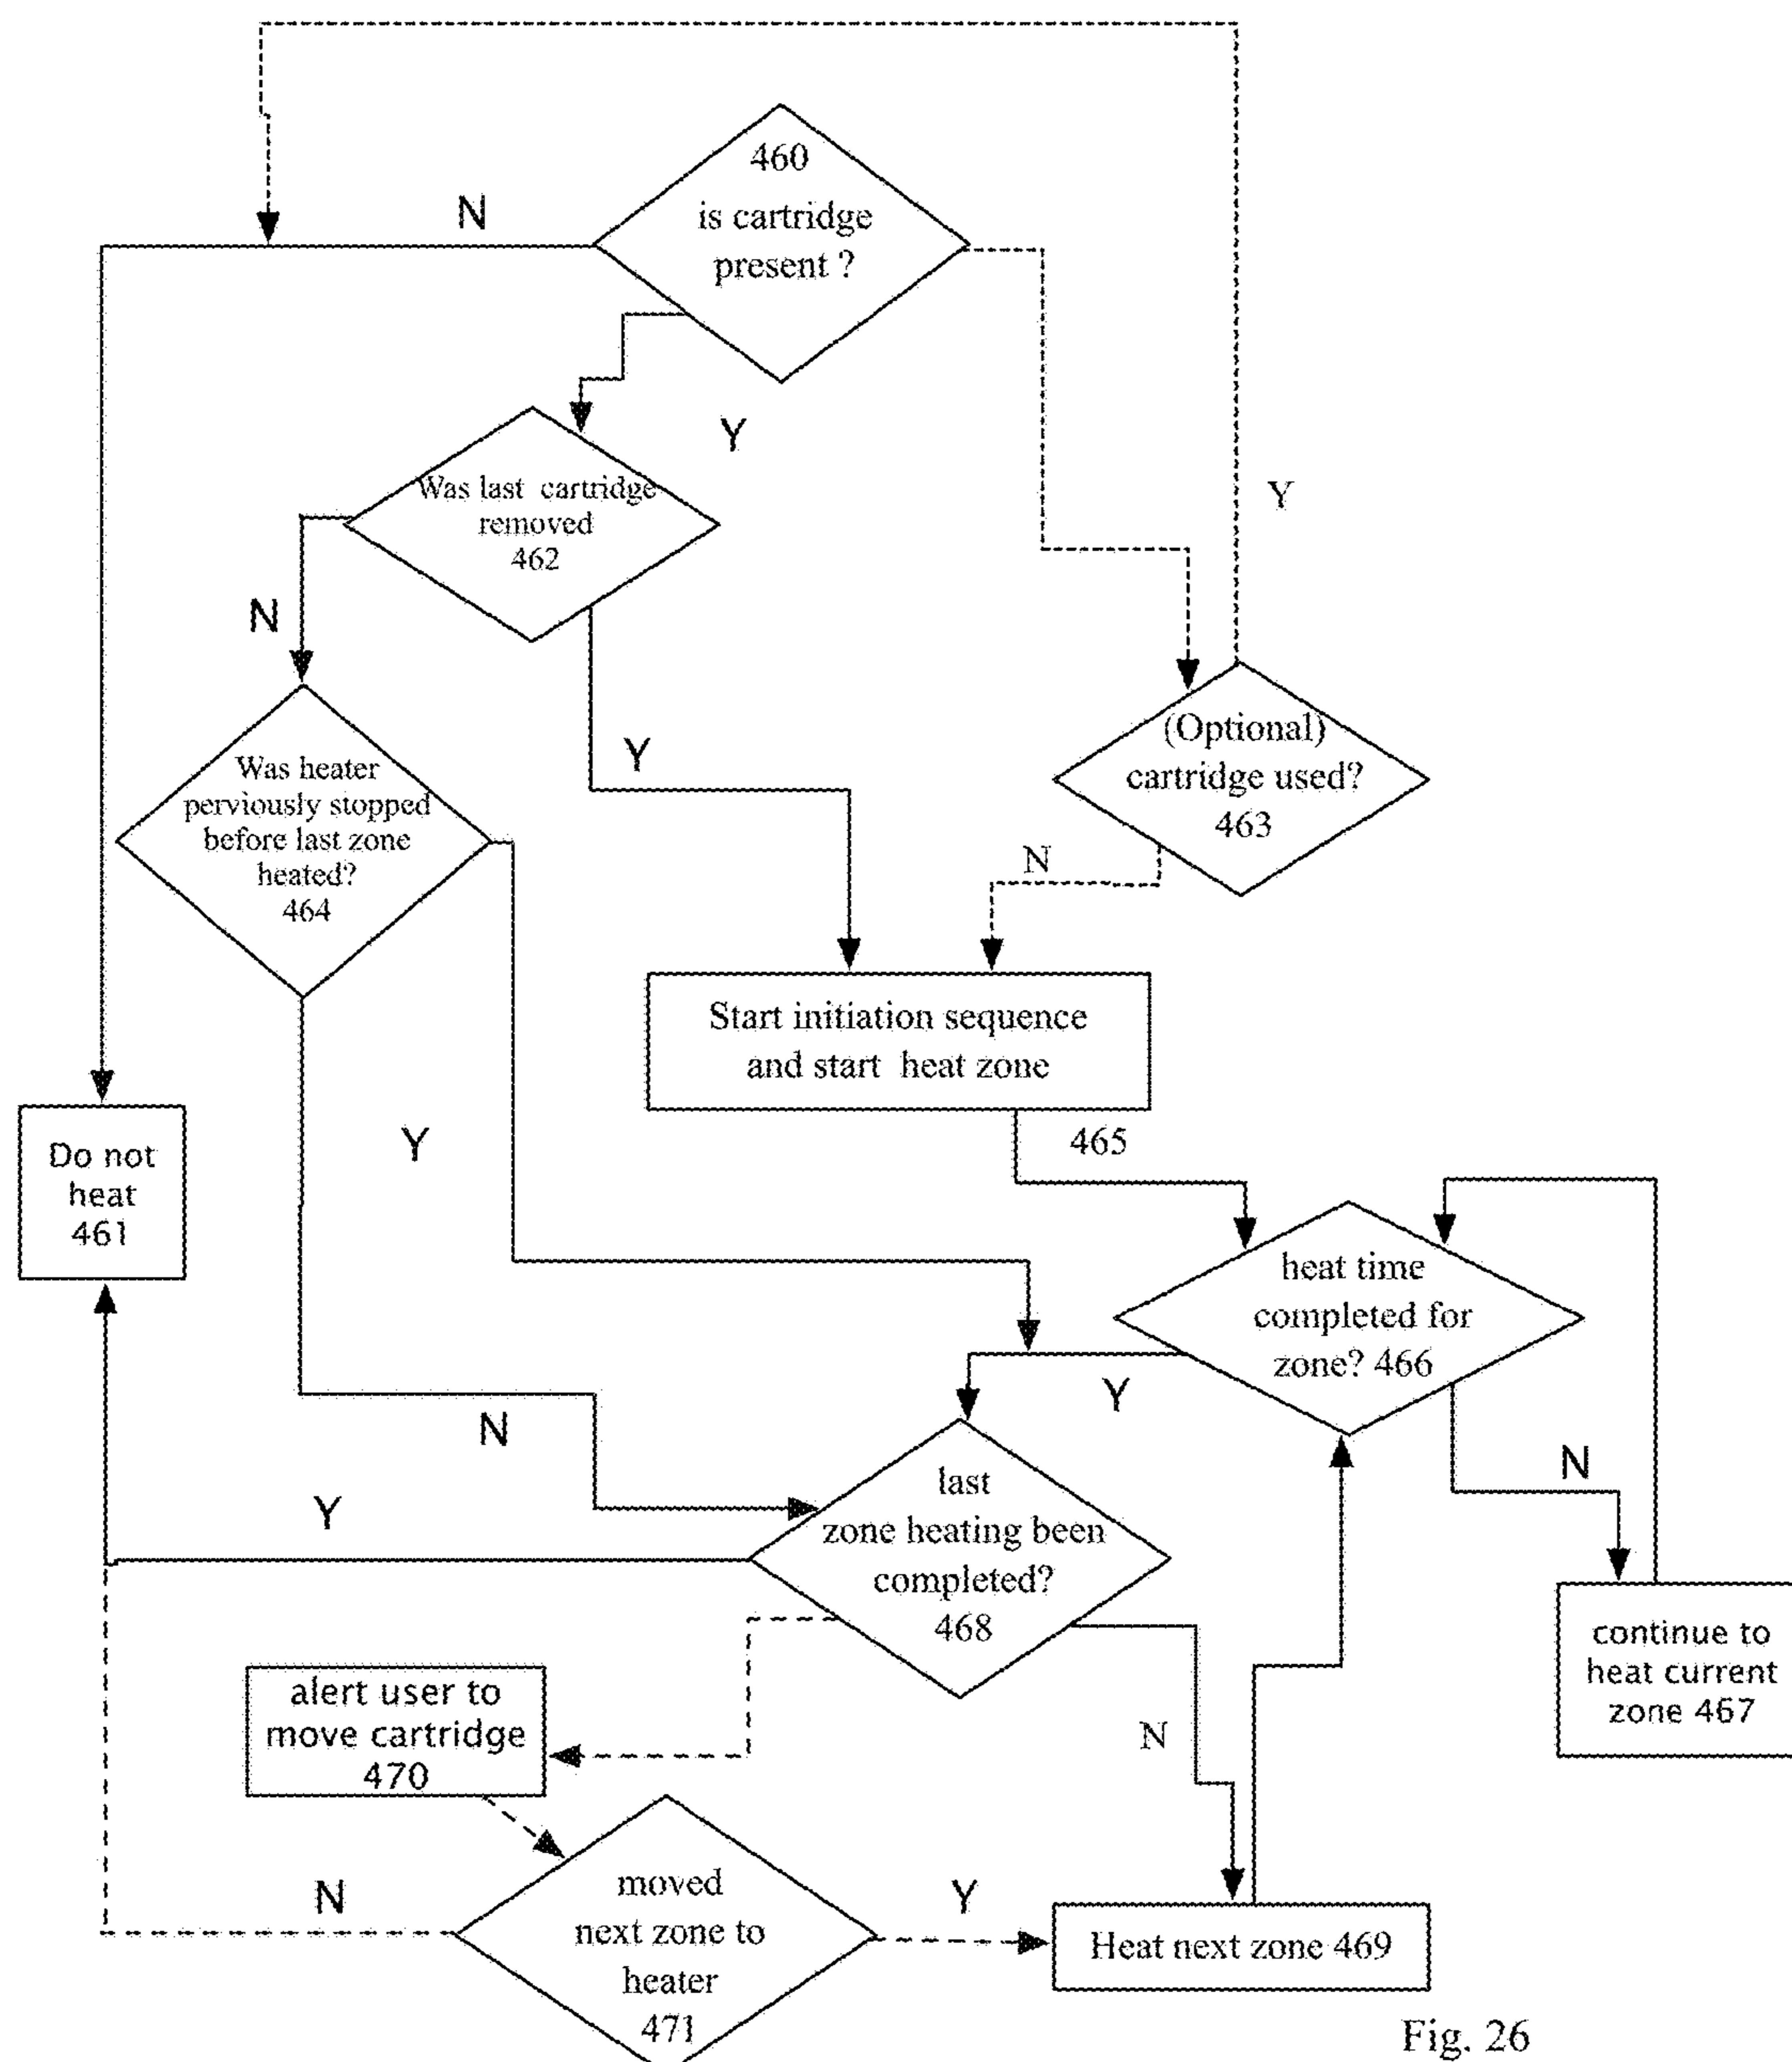 460
is cartridge
present ?
N
Y
Was last cartridge
removed
462
Y
N
Y
(Optional)
cartridge used?
463
N
Was heater
perviously stopped
before last zone
heated?
464
Start initiation sequence
and start heat zone
465
Y
Do not
heat
461
heat time
completed for
zone? 466
Y
N
N
Y
last
zone heating been
completed?
468
continue to
heat current
zone 467
alert user to
move cartridge
470
N
N
moved
next zone to
heater
471
Y
Heat next zone 469
Fig. 26